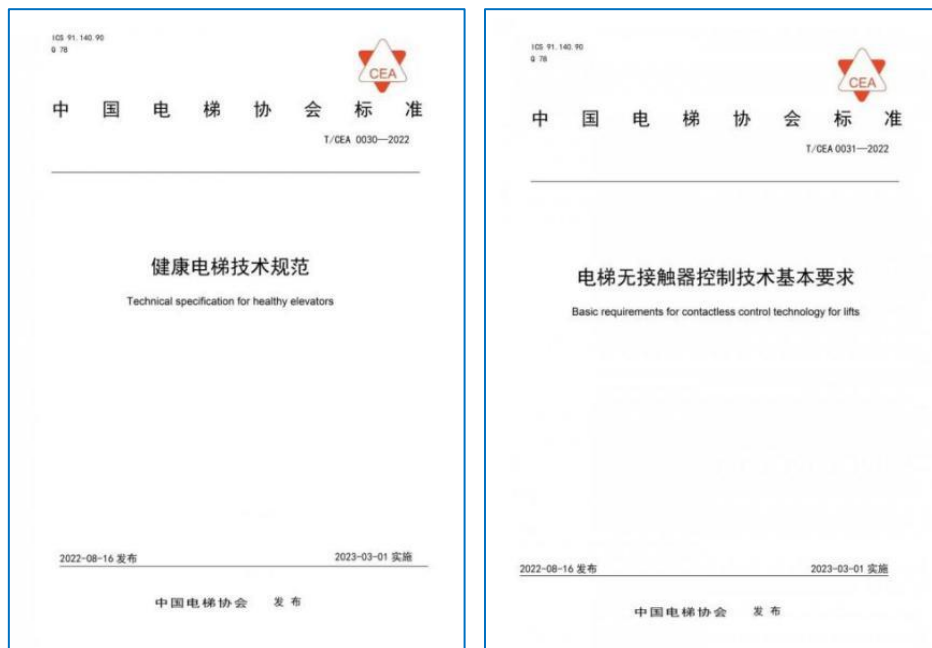 ICS 91.140.90
Q 78
CEA
中国电梯协会标准
T/CEA 0030—2022
健康电梯技术规范
Technical specification for healthy elevators
2022-08-16 发布
2023-03-01 实施
中国电梯协会 发布
ICS 91.140.90
Q 78
CEA
中国电梯协会标准
T/CEA 0031—2022
电梯无接触器控制技术基本要求
Basic requirements for contactless control technology for lifts
2022-08-16 发布
2023-03-01 实施
中国电梯协会 发布